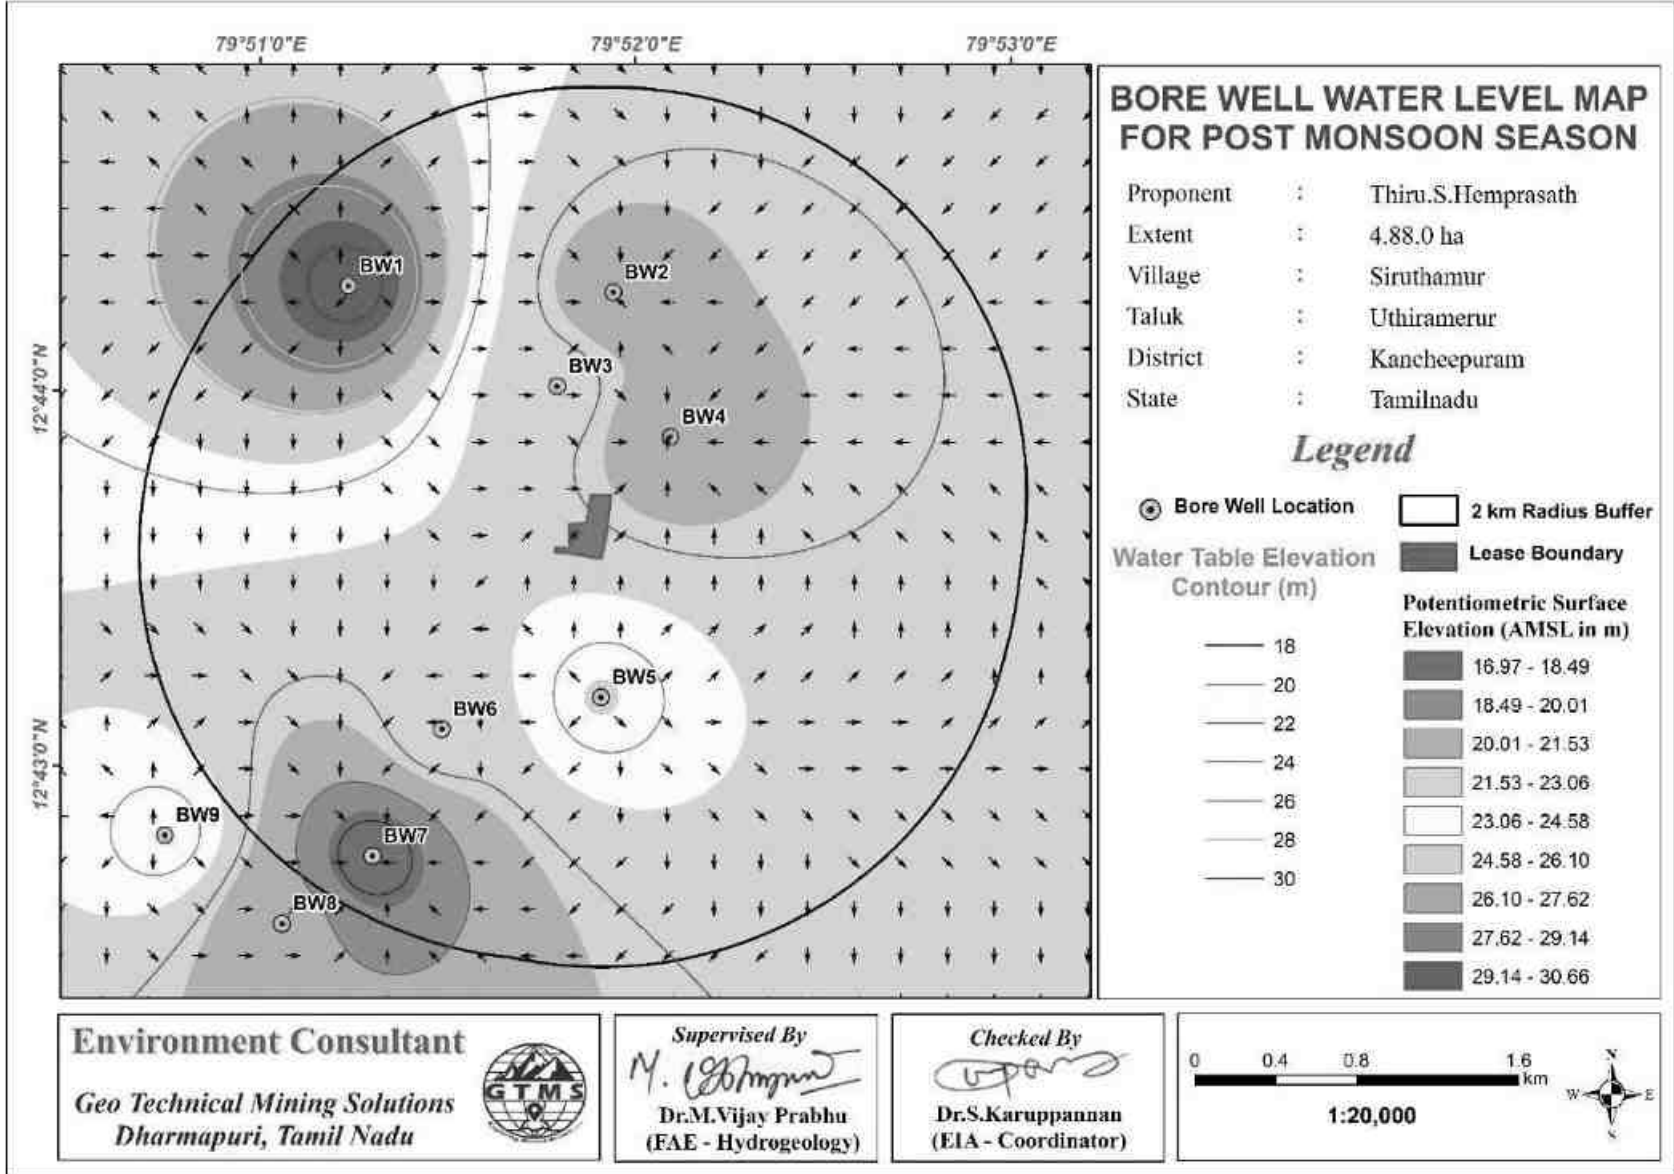 79°51'0"E
79°52'0"E
79°53'0"E
12°44'0"N
12°43'0"N
BW1
BW2
BW3
BW4
BW5
BW6
BW7
BW8
BW9
BORE WELL WATER LEVEL MAP
FOR POST MONSOON SEASON
Proponent : Thiru.S.Hemprasath
Extent : 4.88.0 ha
Village : Siruthamur
Taluk : Uthiramerur
District : Kancheepuram
State : Tamilnadu
Legend
Bore Well Location
2 km Radius Buffer
Lease Boundary
Water Table Elevation
Contour (m)
18
20
22
24
26
28
30
Potentiometric Surface
Elevation (AMSL in m)
16.97 - 18.49
18.49 - 20.01
20.01 - 21.53
21.53 - 23.06
23.06 - 24.58
24.58 - 26.10
26.10 - 27.62
27.62 - 29.14
29.14 - 30.66
Environment Consultant
Geo Technical Mining Solutions
Dharmapuri, Tamil Nadu
GTMS
Supervised By
Dr.M.Vijay Prabhu
(FAE - Hydrogeology)
Checked By
Dr.S.Karuppannan
(EIA - Coordinator)
0 0.4 0.8 1.6
km
1:20,000
N
W E
S